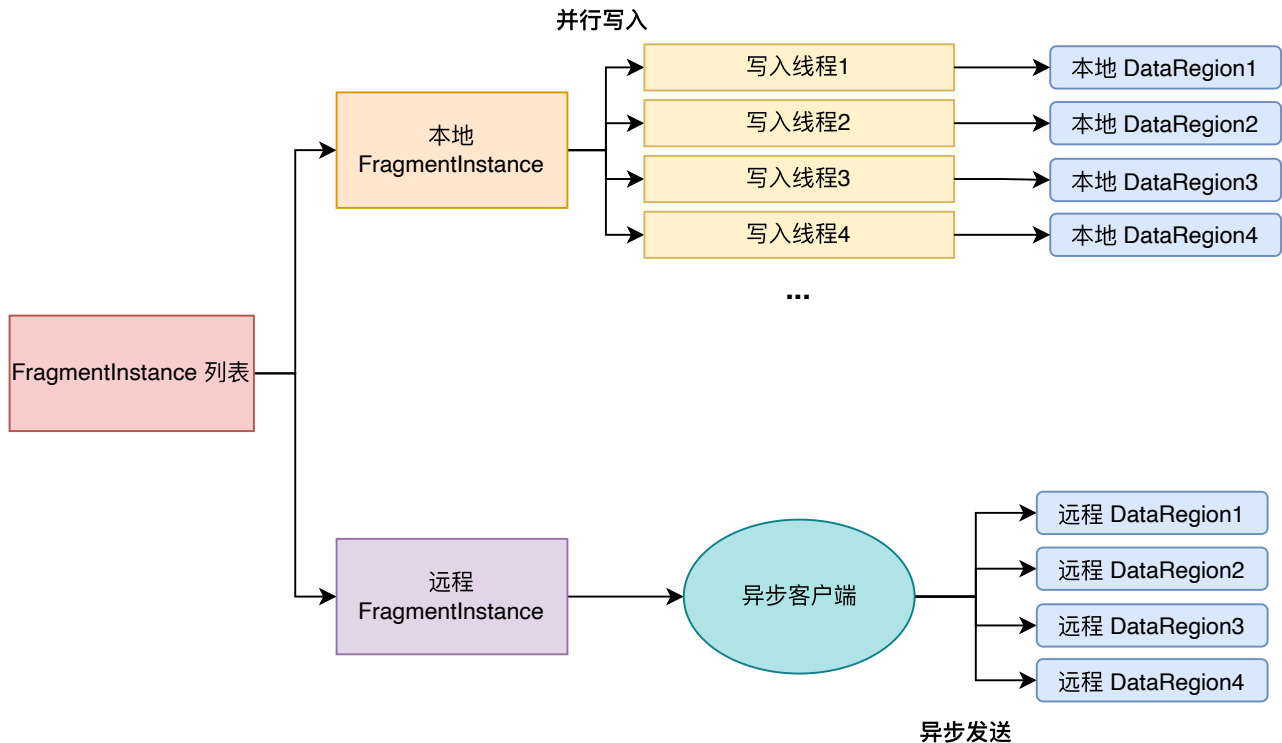 并行写入
写入线程1
本地 DataRegion1
写入线程2
本地 DataRegion2
本地
FragmentInstance
写入线程3
本地 DataRegion3
写入线程4
本地 DataRegion4
...
FragmentInstance 列表
远程 DataRegion1
远程 DataRegion2
远程
FragmentInstance
异步客户端
远程 DataRegion3
远程 DataRegion4
异步发送